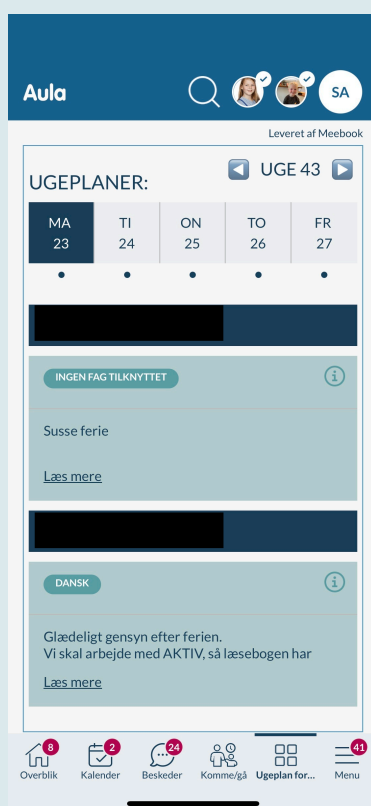 Aula
SA
Leveret af Meebook
UGEPLANER:
UGE 43
MA TI ON TO FR
23 24 25 26 27
INGEN FAG TILKNYTTET
Susse ferie
Læs mere
DANSK
Glædeligt gensyn efter ferien.
Vi skal arbejde med AKTIV, så læsebogen har
Læs mere
8 2 24 41
Overblik Kalender Beskeder Komme/gå Ugeplan for... Menu